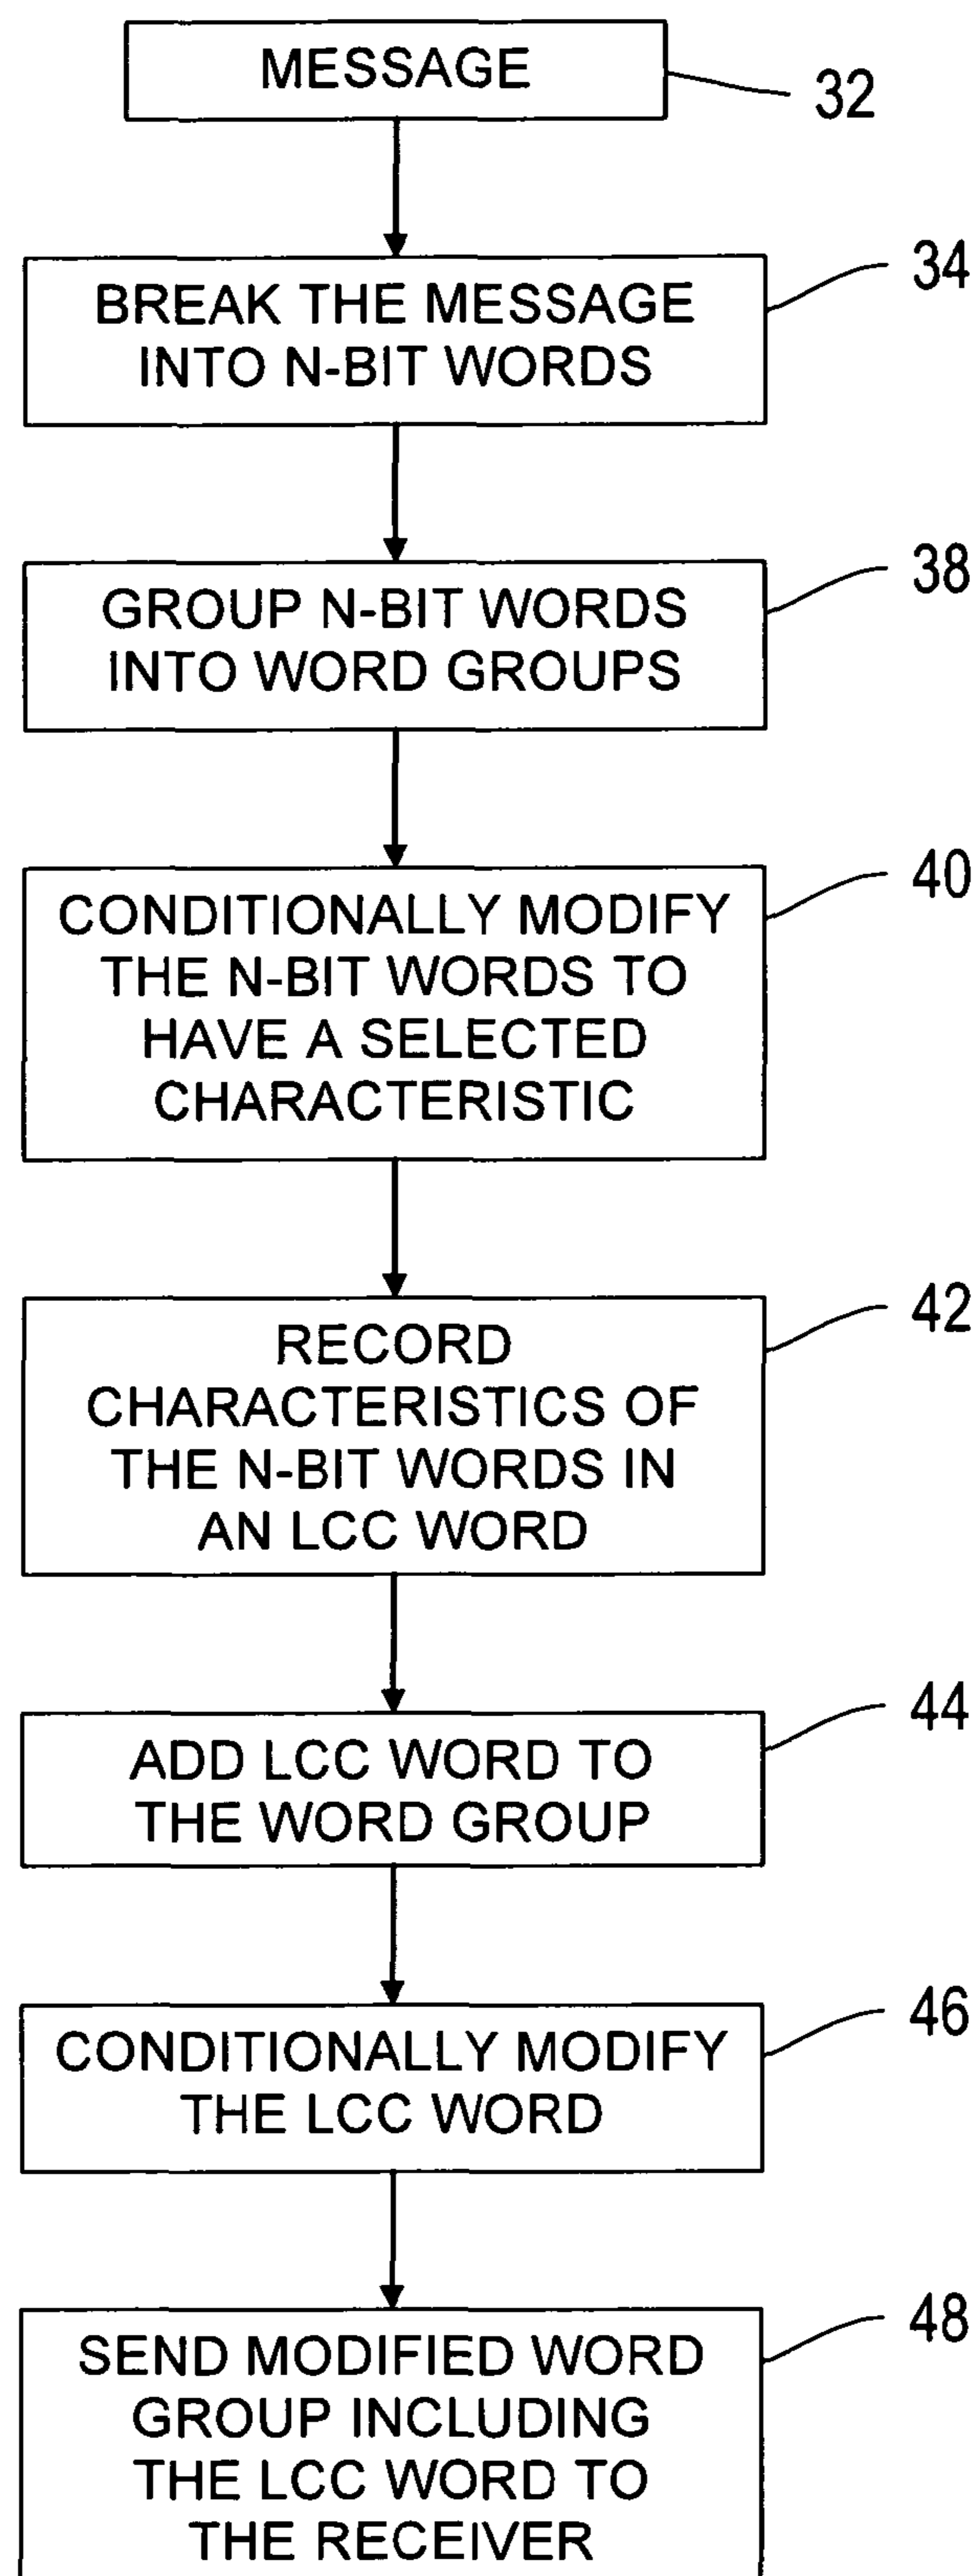 MESSAGE
32
34
BREAK THE MESSAGE
INTO N-BIT WORDS
38
GROUP N-BIT WORDS
INTO WORD GROUPS
40
CONDITIONALLY MODIFY
THE N-BIT WORDS TO
HAVE A SELECTED
CHARACTERISTIC
42
RECORD
CHARACTERISTICS OF
THE N-BIT WORDS IN
AN LCC WORD
44
ADD LCC WORD TO
THE WORD GROUP
46
CONDITIONALLY MODIFY
THE LCC WORD
48
SEND MODIFIED WORD
GROUP INCLUDING
THE LCC WORD TO
THE RECEIVER